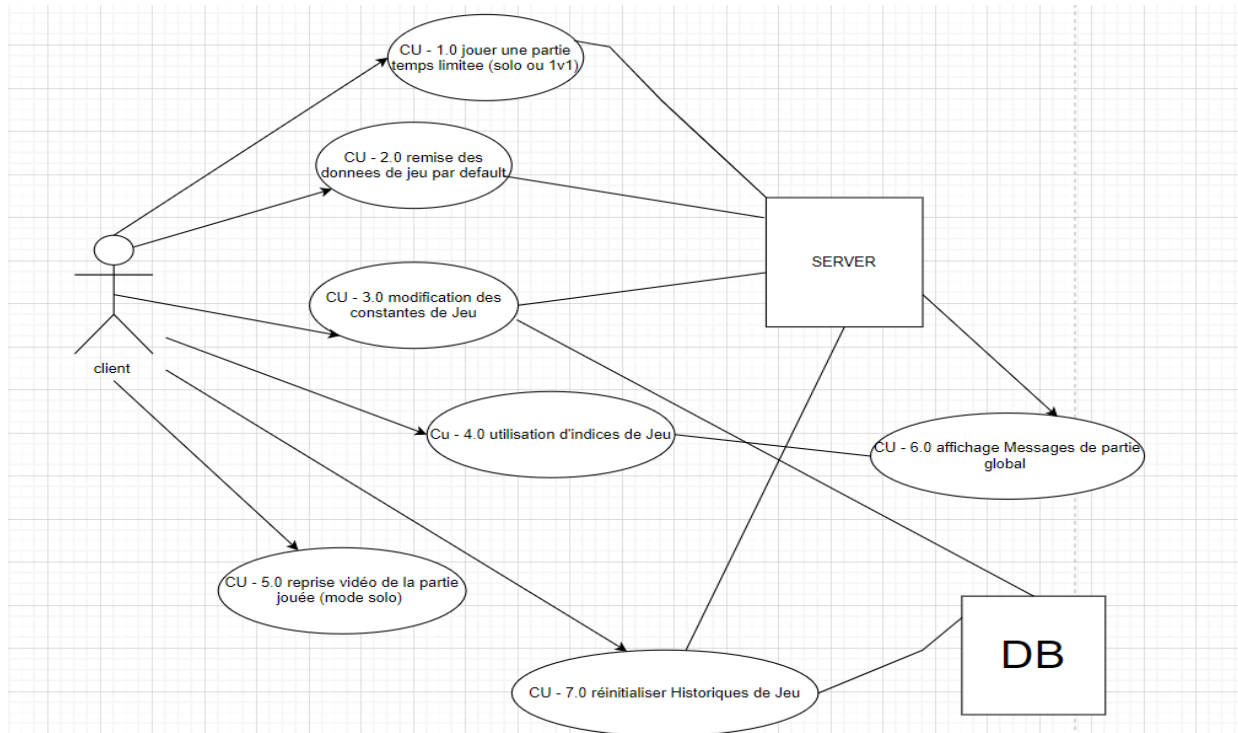 CU - 1.0 jouer une partie
temps limitee (solo ou 1v1)
CU - 2.0 remise des
donnees de jeu par default
SERVER
CU - 3.0 modification des
constantes de Jeu
client
Cu - 4.0 utilisation d'indices de Jeu
CU - 6.0 affichage Messages de partie
global
CU - 5.0 reprise vidéo de la partie
jouée (mode solo)
DB
CU - 7.0 réinitialiser Historiques de Jeu